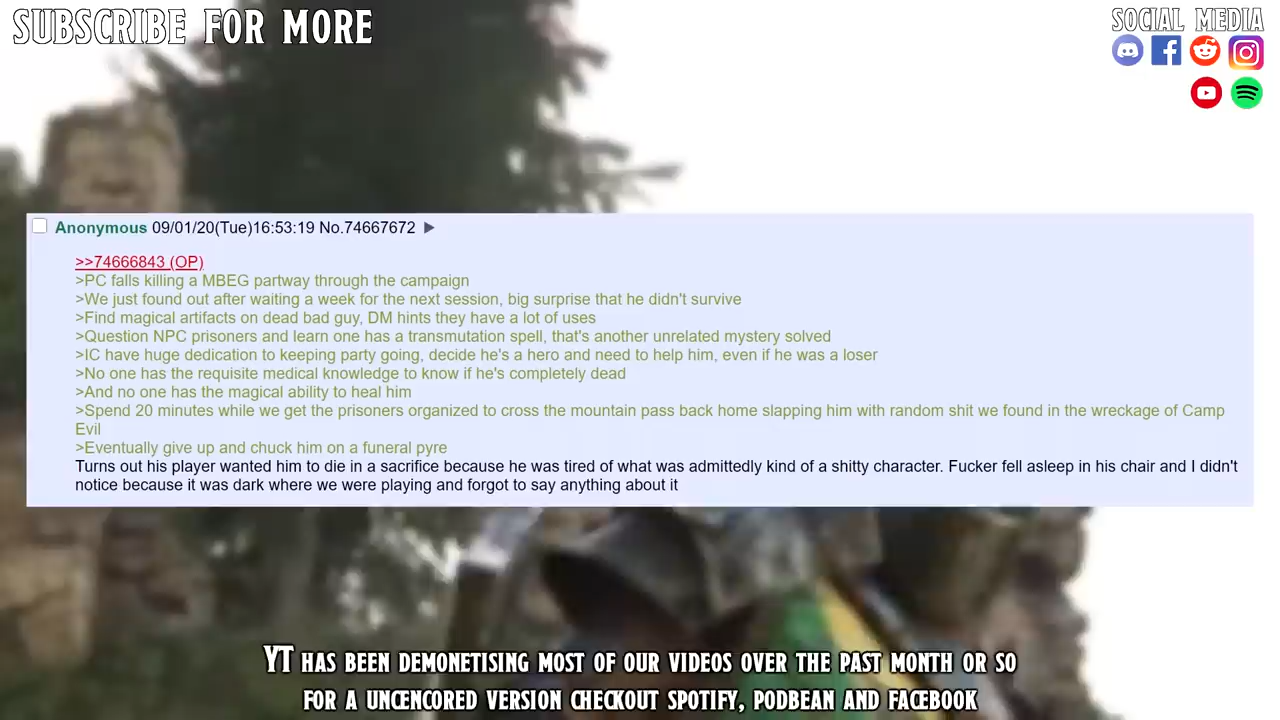 SUBSCRIBE FOR MORE
SOCIAL MEDIA
Anonymous 09/01/20(Tue)16:53:19 No.74667672 ▶
>>74666843 (OP)
>PC falls killing a MBEG partway through the campaign
>We just found out after waiting a week for the next session, big surprise that he didn't survive
>Find magical artifacts on dead bad guy, DM hints they have a lot of uses
>Question NPC prisoners and learn one has a transmutation spell, that's another unrelated mystery solved
>IC have huge dedication to keeping party going, decide he's a hero and need to help him, even if he was a loser
>No one has the requisite medical knowledge to know if he's completely dead
>And no one has the magical ability to heal him
>Spend 20 minutes while we get the prisoners organized to cross the mountain pass back home slapping him with random shit we found in the wreckage of Camp
Evil
>Eventually give up and chuck him on a funeral pyre
Turns out his player wanted him to die in a sacrifice because he was tired of what was admittedly kind of a shitty character. Fucker fell asleep in his chair and I didn't
notice because it was dark where we were playing and forgot to say anything about it
YT HAS BEEN DEMONETISING MOST OF OUR VIDEOS OVER THE PAST MONTH OR SO
FOR A UNCENCORED VERSION CHECKOUT SPOTIFY, PODBEAN AND FACEBOOK